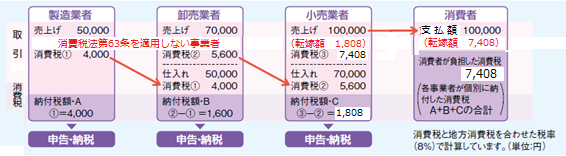 製造業者
売上げ 50,000
消費税① 4,000
納付税額・A
①=4,000
申告・納税
卸売業者
売上げ 70,000
消費税法第63条を適用しない事業者
消費税② 5,600
仕入れ 50,000
消費税① 4,000
納付税額・B
②−①=1,600
申告・納税
小売業者
売上げ 100,000
(転嫁額 1,808)
消費税③ 7,408
仕入れ 70,000
消費税② 5,600
納付税額・C
③−②=1,808
申告・納税
消費者
支払額 100,000
(転嫁額 7,408)
消費者が負担した消費税
7,408
(各事業者が個別に納
付した消費税
A+B+Cの合計)
消費税と地方消費税を合わせた税率
(8%)で計算しています。(単位:円)
取引
消費税